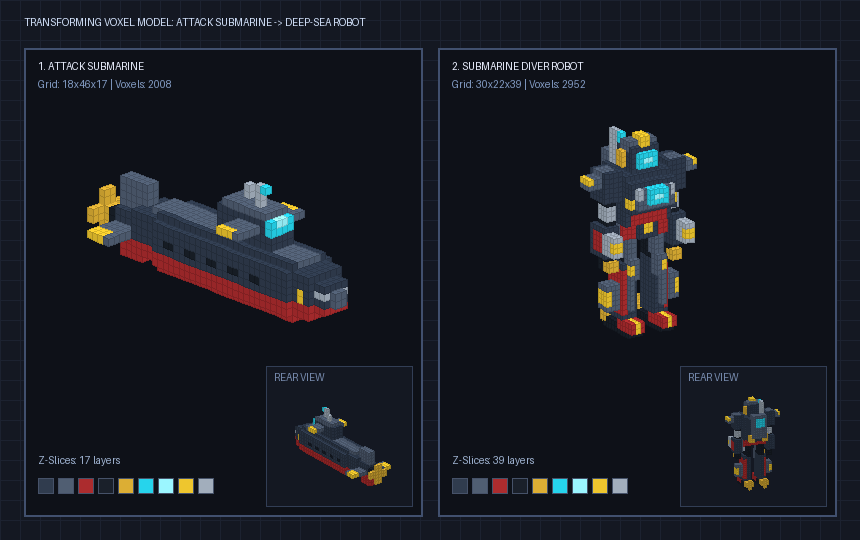 TRANSFORMING VOXEL MODEL: ATTACK SUBMARINE -> DEEP-SEA ROBOT
1. ATTACK SUBMARINE
Grid: 18x46x17 | Voxels: 2008
REAR VIEW
Z-Slices: 17 layers
2. SUBMARINE DIVER ROBOT
Grid: 30x22x39 | Voxels: 2952
REAR VIEW
Z-Slices: 39 layers